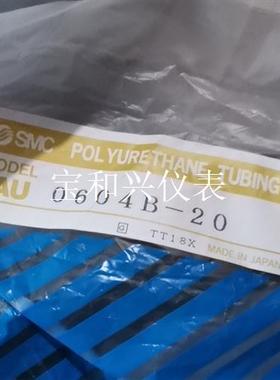 SMC POLYURETHANE TUBING
MODEL
AU 0604B-20
宝和兴仪表
G TT18X MADE IN JAPAN